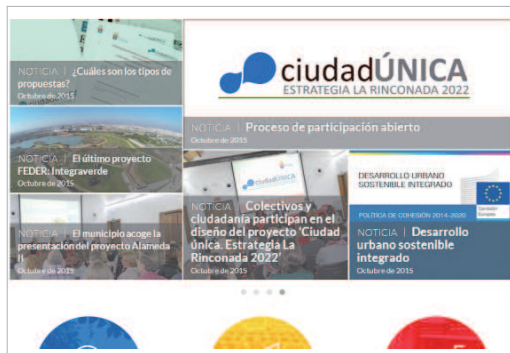 NOTICIA | ¿Cuáles son los tipos de
propuestas?
Octubre de 2015
NOTICIA | El último proyecto
FEDER: Integraverde
Octubre de 2015
NOTICIA | El municipio acoge la
presentación del proyecto Alameda
II
Octubre de 2015
ciudadÚNICA
ESTRATEGIA LA RINCONADA 2022
NOTICIA | Proceso de participación abierto
Octubre de 2015
ciudadÚNICA
NOTICIA | Colectivos y
ciudadanía participan en el
diseño del proyecto 'Ciudad
única. Estrategia La
Rinconada 2022'
Octubre de 2015
DESARROLLO URBANO
SOSTENIBLE INTEGRADO
POLÍTICA DE COHESIÓN 2014-2020
Comisión
Europea
NOTICIA | Desarrollo
urbano sostenible
integrado
Octubre de 2015